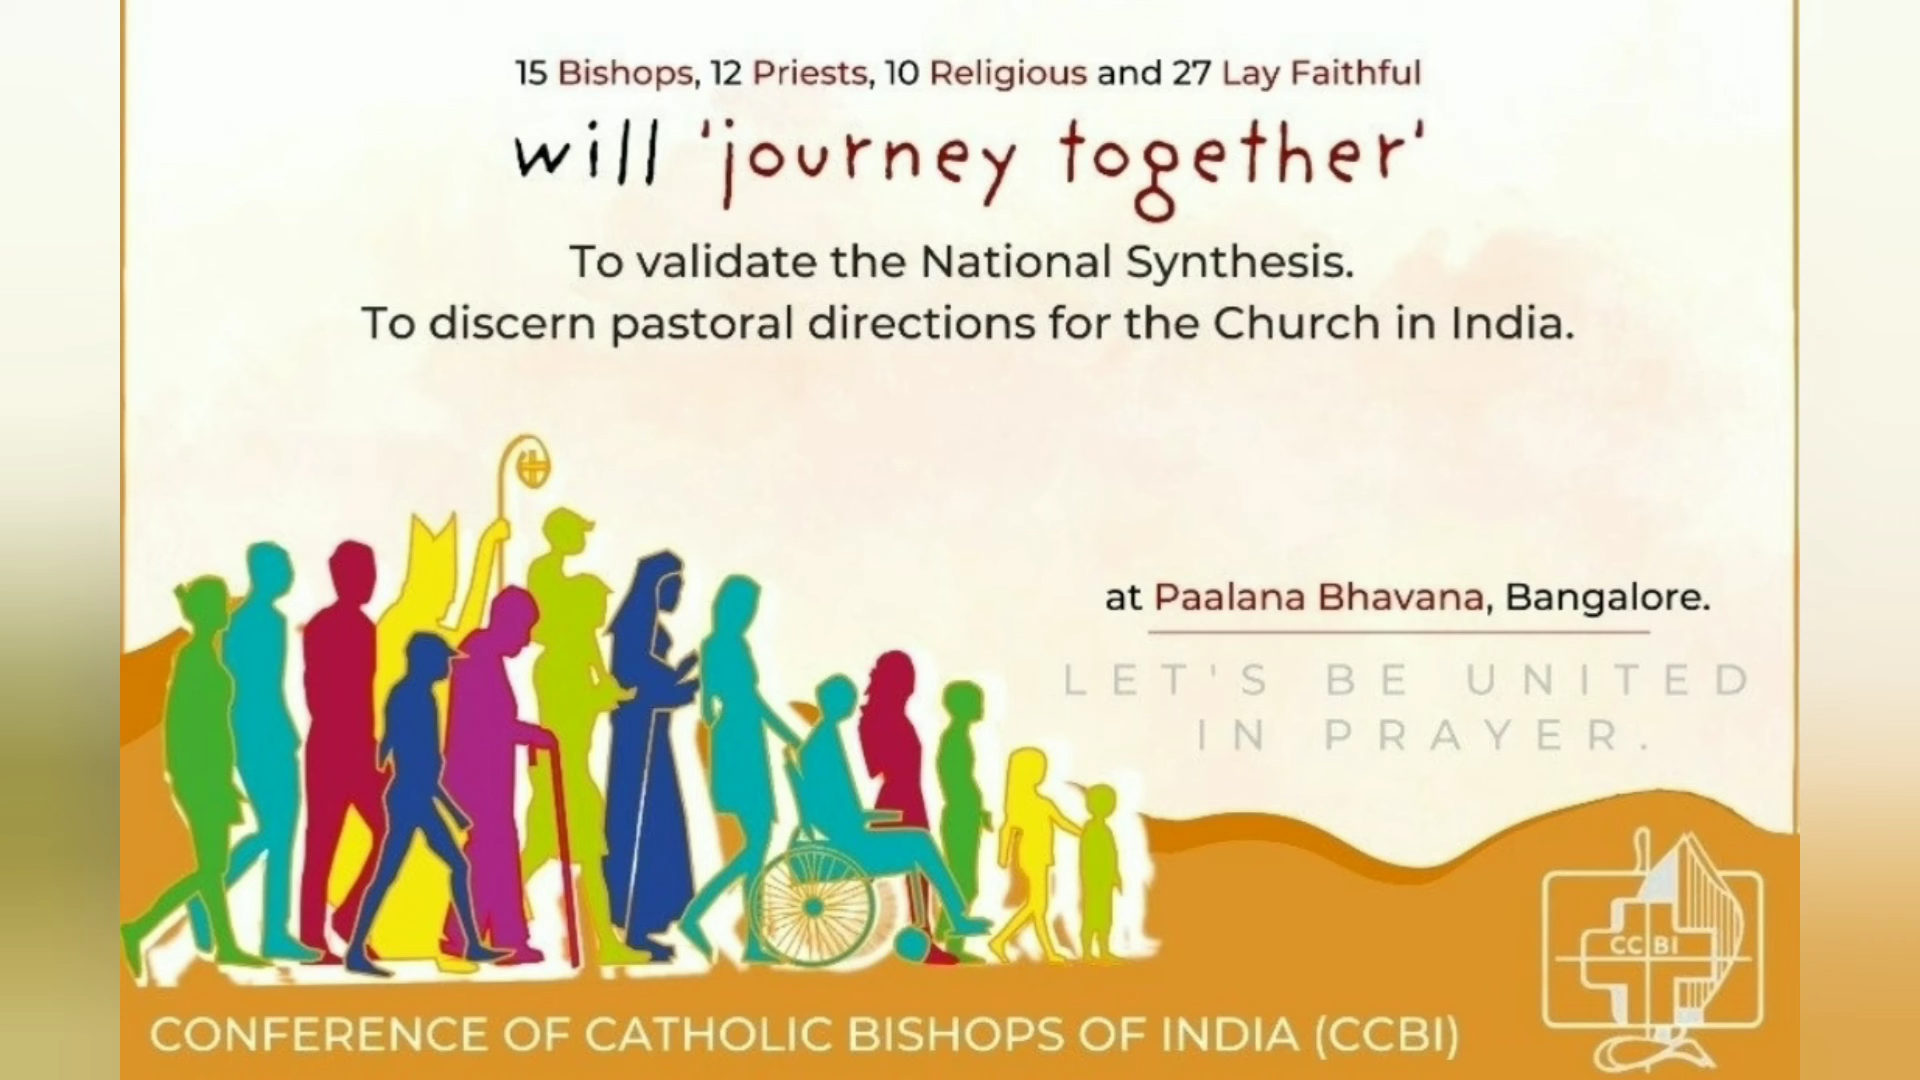 15 Bishops, 12 Priests, 10 Religious and 27 Lay Faithful
will 'journey together'
To validate the National Synthesis.
To discern pastoral directions for the Church in India.
at Paalana Bhavana, Bangalore.
LET'S BE UNITED
IN PRAYER.
CCBI
CONFERENCE OF CATHOLIC BISHOPS OF INDIA (CCBI)